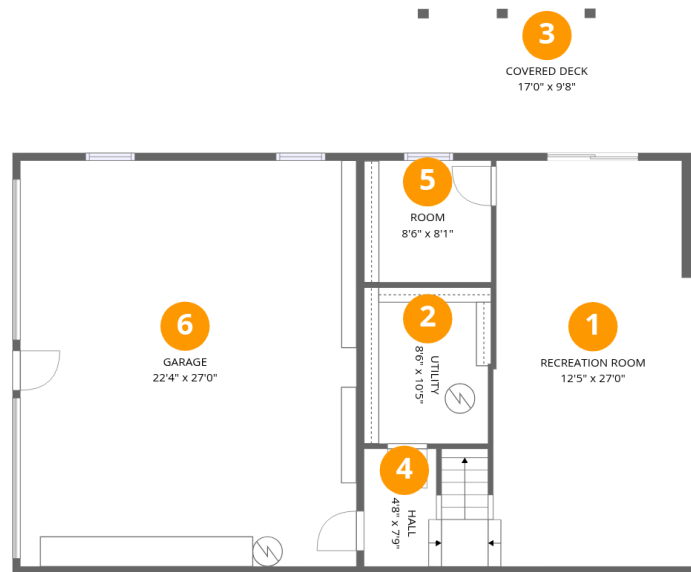 3
COVERED DECK
17'0" x 9'8"
5
ROOM
8'6" x 8'1"
6
GARAGE
22'4" x 27'0"
2
UTILITY
8'6" x 10'5"
1
RECREATION ROOM
12'5" x 27'0"
4
HALL
4'8" x 7'9"